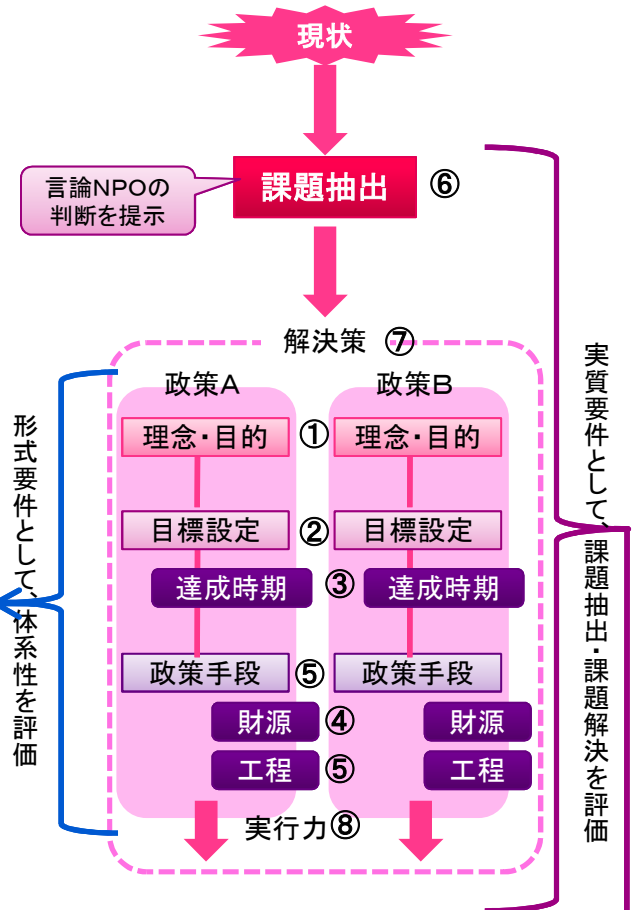 現状
言論NPOの
判断を提示
課題抽出 ⑥
解決策 ⑦
政策A 政策B
理念・目的 ① 理念・目的
目標設定 ② 目標設定
達成時期 ③ 達成時期
政策手段 ⑤ 政策手段
財源 ④ 財源
工程 ⑤ 工程
実行力⑧
形式要件として、体系性を評価
実質要件として、課題抽出・課題解決を評価